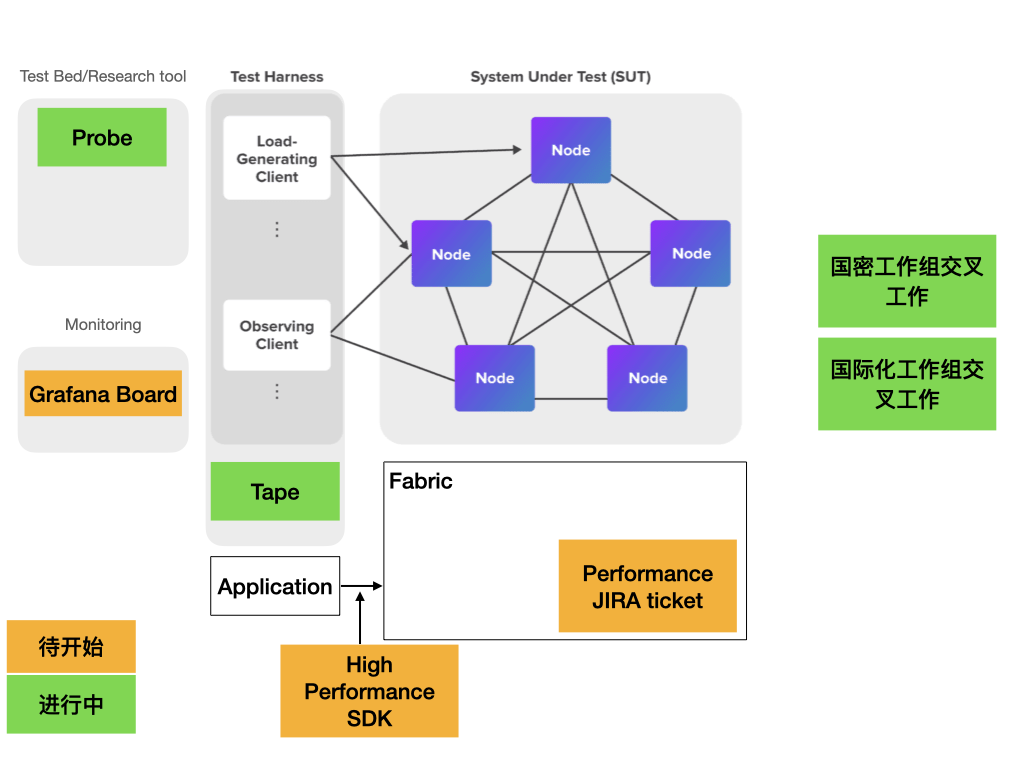 Test Bed/Research tool
Test Harness
System Under Test (SUT)
Probe
Load-
Generating
Client
Node
Node
Node
国密工作组交叉
工作
Monitoring
Observing
Client
国际化工作组交
叉工作
Grafana Board
Node
Node
Tape
Fabric
Application
Performance
JIRA ticket
待开始
High
Performance
SDK
进行中